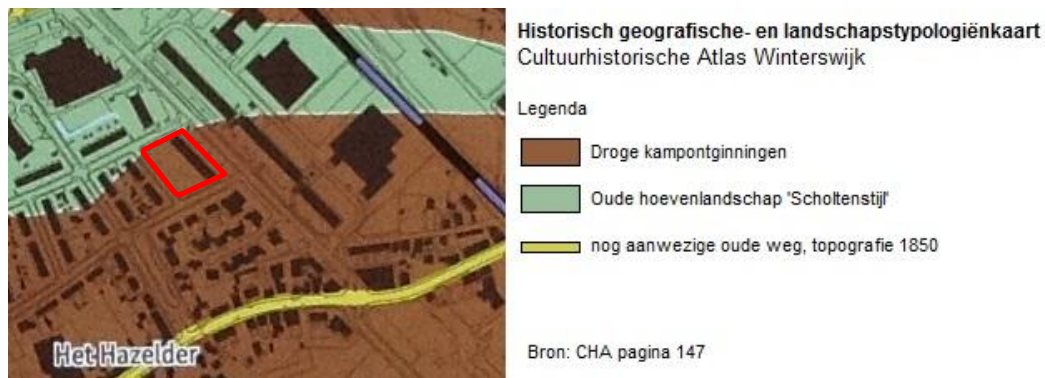 Historisch geografische- en landschapstypologiënkaart
Cultuurhistorische Atlas Winterswijk
Legenda
Droge kampontginningen
Oude hoevenlandschap 'Scholtenstijl'
nog aanwezige oude weg, topografie 1850
Bron: CHA pagina 147
Het Hazelder